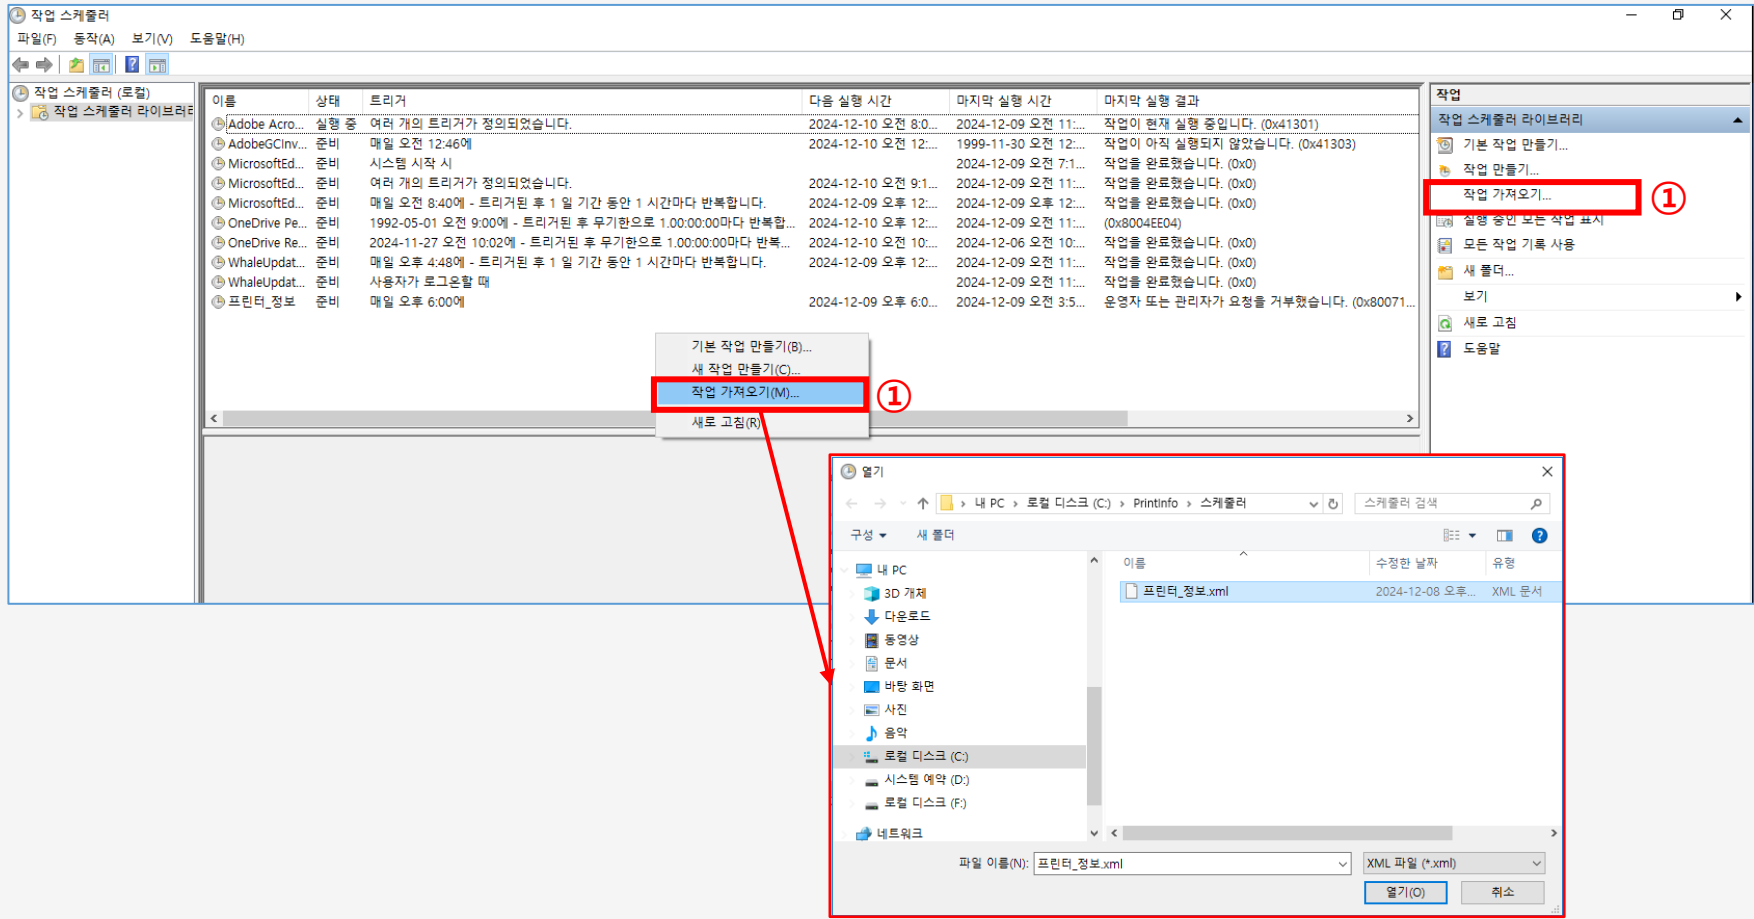 작업 스케줄러
파일(F) 동작(A) 보기(V) 도움말(H)
작업 스케줄러 (로컬)
작업 스케줄러 라이브러리
이름 상태 트리거 다음 실행 시간 마지막 실행 시간 마지막 실행 결과
Adobe Acro... 실행 중 여러 개의 트리거가 정의되었습니다. 2024-12-10 오전 8:0... 2024-12-09 오전 11:... 작업이 현재 실행 중입니다. (0x41301)
AdobeGCInv... 준비 매일 오전 12:46에 2024-12-10 오전 12:... 1999-11-30 오전 12:... 작업이 아직 실행되지 않았습니다. (0x41303)
MicrosoftEd... 준비 시스템 시작 시 2024-12-09 오전 7:1... 작업을 완료했습니다. (0x0)
MicrosoftEd... 준비 여러 개의 트리거가 정의되었습니다. 2024-12-10 오전 9:1... 2024-12-09 오전 11:... 작업을 완료했습니다. (0x0)
MicrosoftEd... 준비 매일 오전 8:40에 - 트리거된 후 1 일 기간 동안 1 시간마다 반복합니다. 2024-12-09 오후 12:... 2024-12-09 오후 12:... 작업을 완료했습니다. (0x0)
OneDrive Pe... 준비 1992-05-01 오전 9:00에 - 트리거된 후 무기한으로 1.00:00:00마다 반복합... 2024-12-10 오후 12:... 2024-12-09 오전 11:... (0x8004EE04)
OneDrive Re... 준비 2024-11-27 오전 10:02에 - 트리거된 후 무기한으로 1.00:00:00마다 반복... 2024-12-10 오전 10:... 2024-12-06 오전 10:... 작업을 완료했습니다. (0x0)
WhaleUpdat... 준비 매일 오후 4:48에 - 트리거된 후 1 일 기간 동안 1 시간마다 반복합니다. 2024-12-09 오후 12:... 2024-12-09 오전 11:... 작업을 완료했습니다. (0x0)
WhaleUpdat... 준비 사용자가 로그온할 때 2024-12-09 오전 11:... 작업을 완료했습니다. (0x0)
프린터_정보 준비 매일 오후 6:00에 2024-12-09 오후 6:0... 2024-12-09 오전 3:5... 운영자 또는 관리자가 요청을 거부했습니다. (0x80071...
기본 작업 만들기(B)...
새 작업 만들기(C)...
작업 가져오기(M)...
①
새로 고침(R)
작업
작업 스케줄러 라이브러리
기본 작업 만들기...
작업 만들기...
작업 가져오기...
①
실행 중인 모든 작업 표시
모든 작업 기록 사용
새 폴더...
보기
새로 고침
도움말
열기
내 PC › 로컬 디스크 (C:) › PrintInfo › 스케줄러 스케줄러 검색
구성 새 폴더
내 PC
3D 개체
다운로드
동영상
문서
바탕 화면
사진
음악
로컬 디스크 (C:)
시스템 예약 (D:)
로컬 디스크 (F:)
네트워크
이름 수정한 날짜 유형
프린터_정보.xml 2024-12-08 오후... XML 문서
파일 이름(N): 프린터_정보.xml XML 파일 (*.xml)
열기(O) 취소